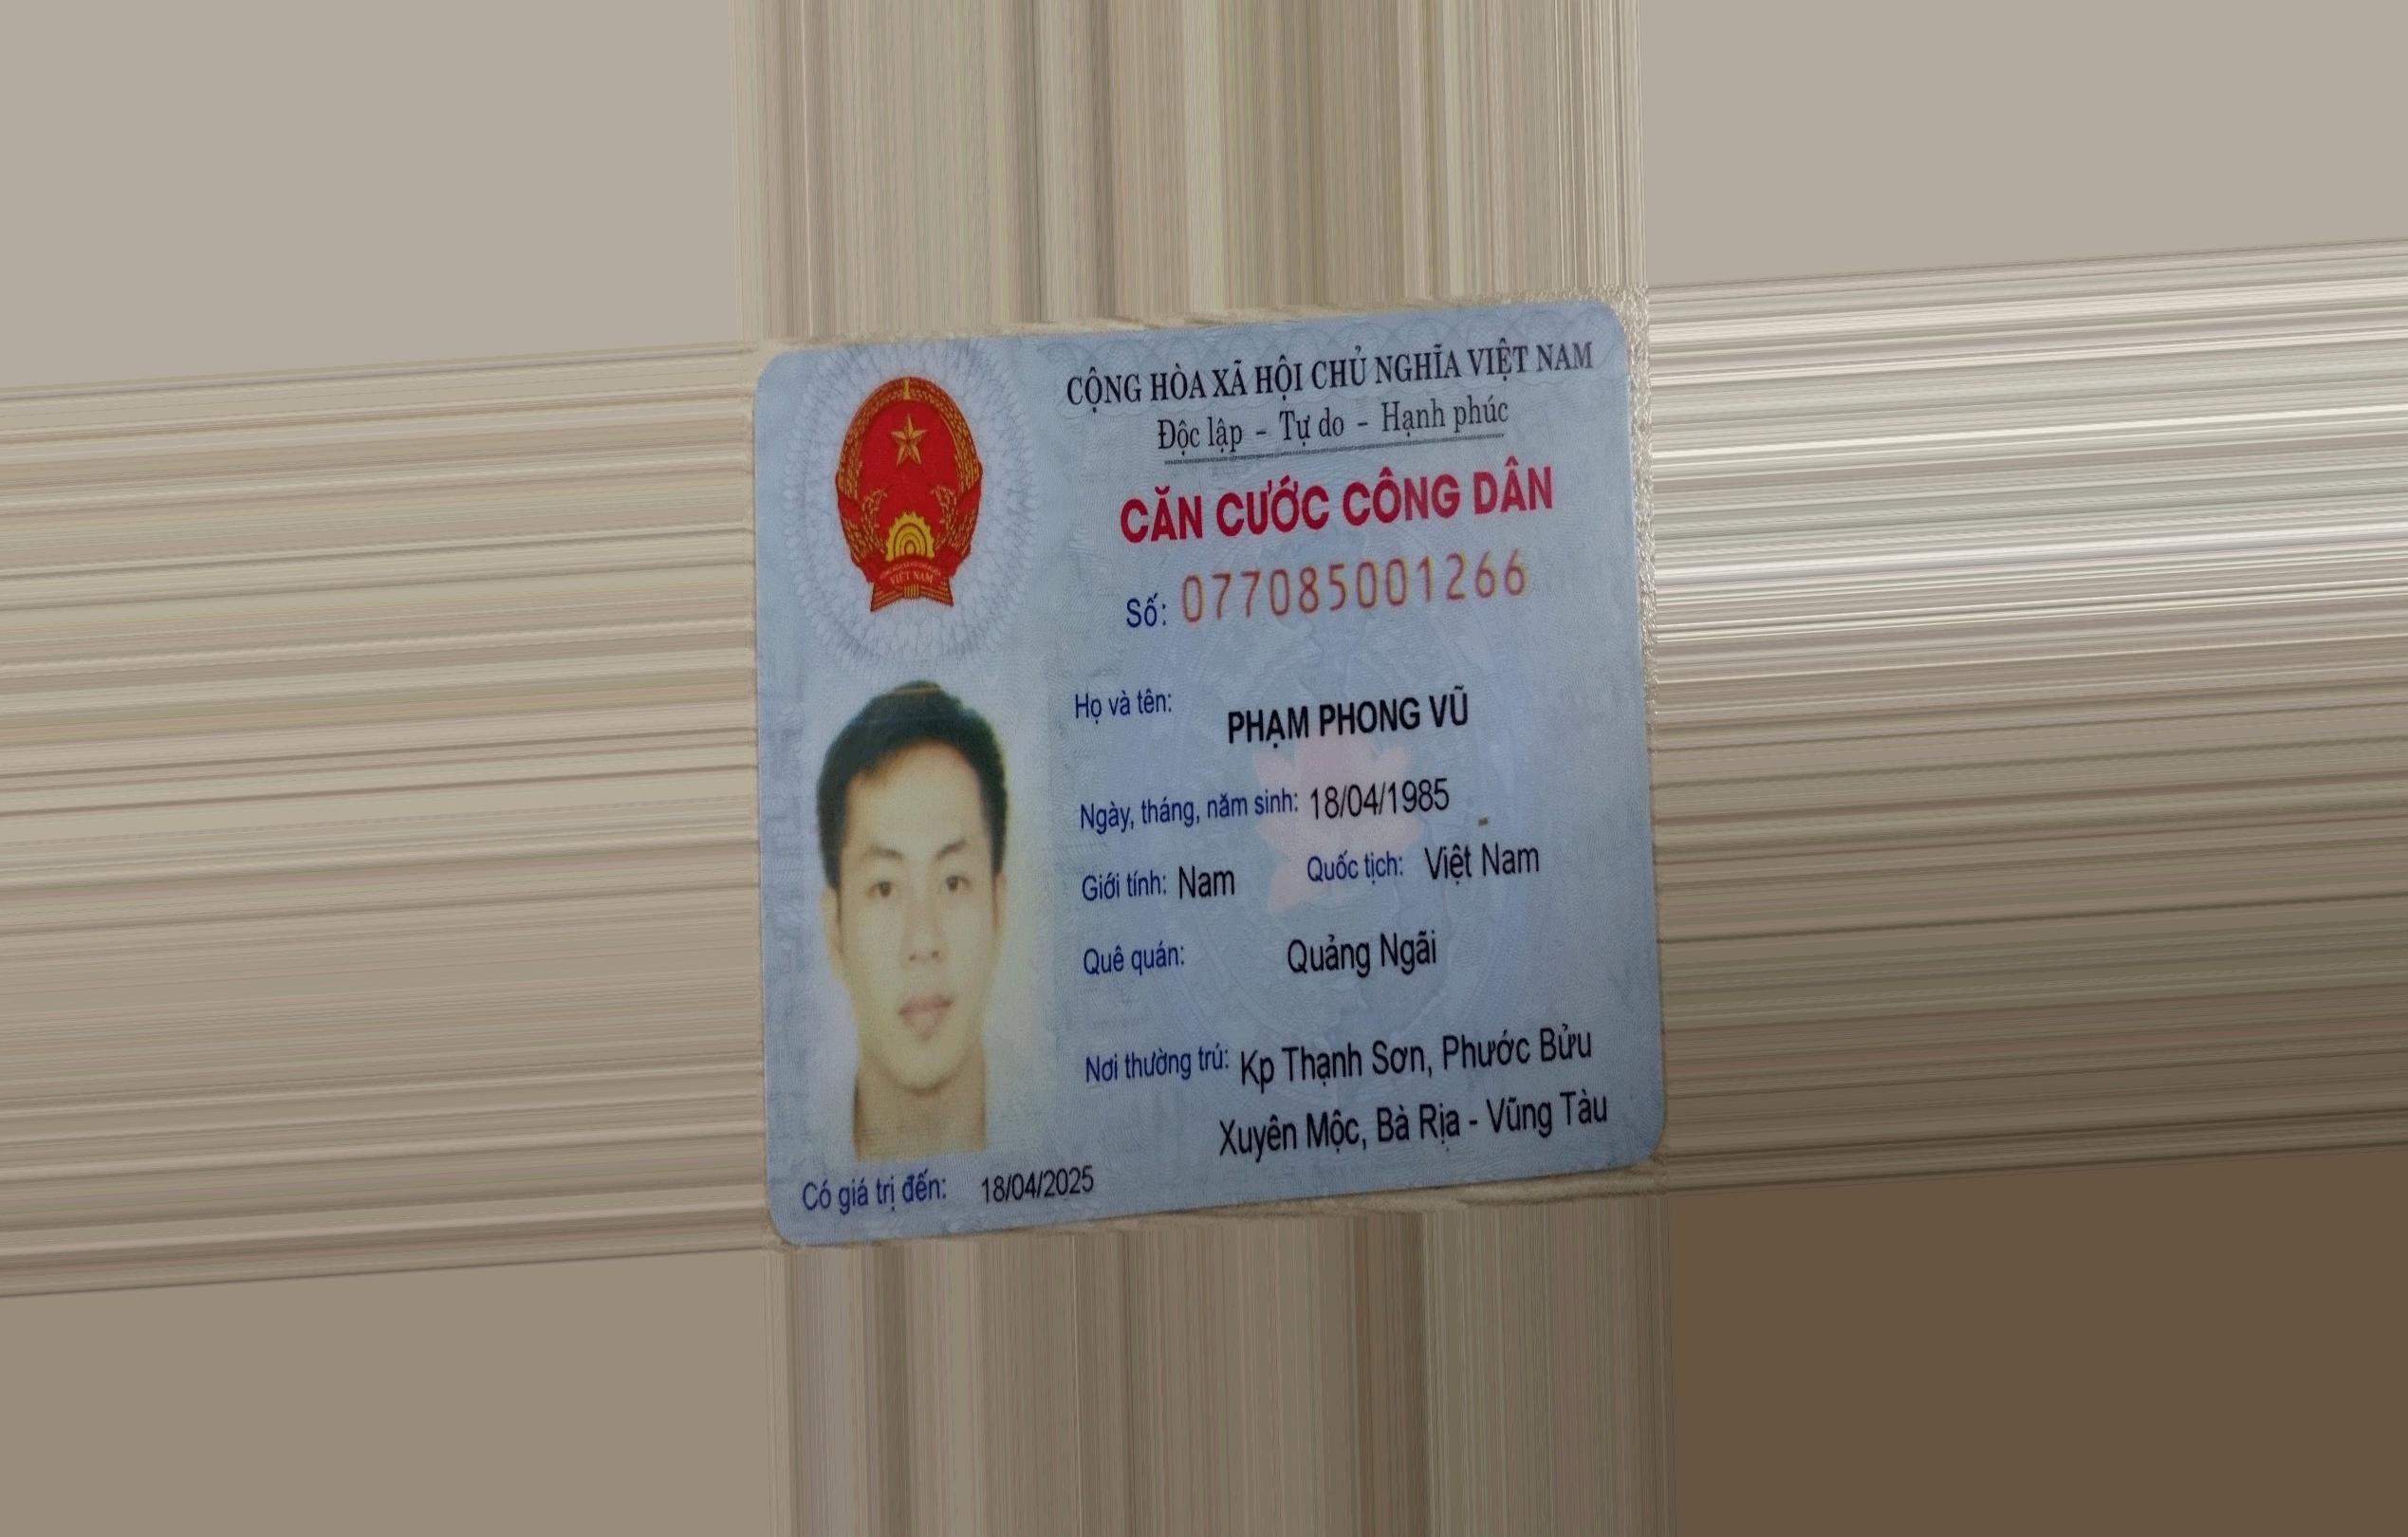 CỘNG HÒA XÃ HỘI CHỦ NGHĨA VIỆT NAM
Độc lập - Tự do - Hạnh phúc
CĂN CƯỚC CÔNG DÂN
Số: 077085001266
Họ và tên: PHẠM PHONG VŨ
Ngày, tháng, năm sinh: 18/04/1985
Giới tính: Nam Quốc tịch: Việt Nam
Quê quán: Quảng Ngãi
Nơi thường trú: Kp Thạnh Sơn, Phước Bửu
Xuyên Mộc, Bà Rịa - Vũng Tàu
Có giá trị đến: 18/04/2025
VIỆT NAM